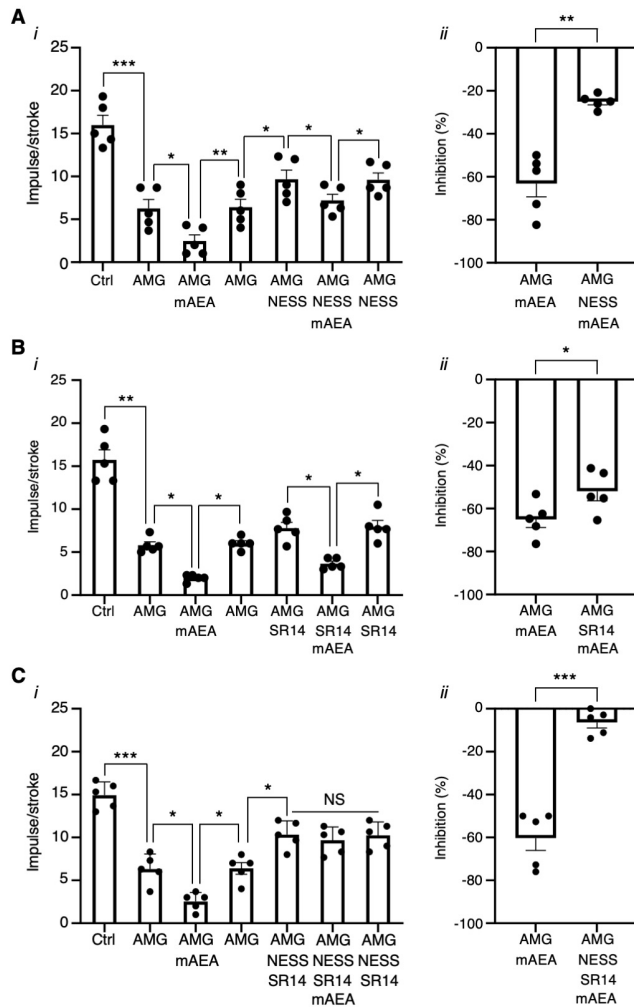 A
i
ii
Impulse/stroke
25
20
15
10
5
0
***
*
**
*
*
*
Ctrl
AMG
AMG
mAEA
AMG
AMG
NESS
AMG
NESS
mAEA
AMG
NESS
Inhibition (%)
0
-20
-40
-60
-80
-100
**
AMG
mAEA
AMG
NESS
mAEA
B
i
ii
Impulse/stroke
25
20
15
10
5
0
**
*
*
*
*
Ctrl
AMG
AMG
mAEA
AMG
AMG
SR14
AMG
SR14
mAEA
AMG
SR14
Inhibition (%)
0
-20
-40
-60
-80
-100
*
AMG
mAEA
AMG
SR14
mAEA
C
i
ii
Impulse/stroke
25
20
15
10
5
0
***
*
*
*
NS
Ctrl
AMG
AMG
mAEA
AMG
AMG
NESS
SR14
AMG
NESS
SR14
mAEA
AMG
NESS
SR14
Inhibition (%)
0
-20
-40
-60
-80
-100
***
AMG
mAEA
AMG
NESS
SR14
mAEA